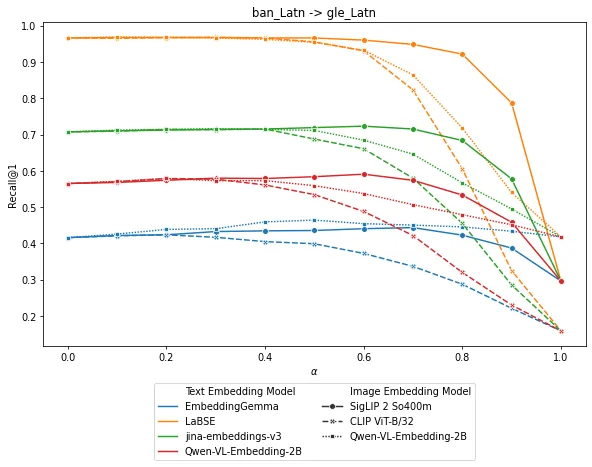 ban_Latn -> gle_Latn
Recall@1
1.0
0.9
0.8
0.7
0.6
0.5
0.4
0.3
0.2
0.0 0.2 0.4 0.6 0.8 1.0
α
Text Embedding Model
EmbeddingGemma
LaBSE
jina-embeddings-v3
Qwen-VL-Embedding-2B
Image Embedding Model
SigLIP 2 So400m
CLIP ViT-B/32
Qwen-VL-Embedding-2B